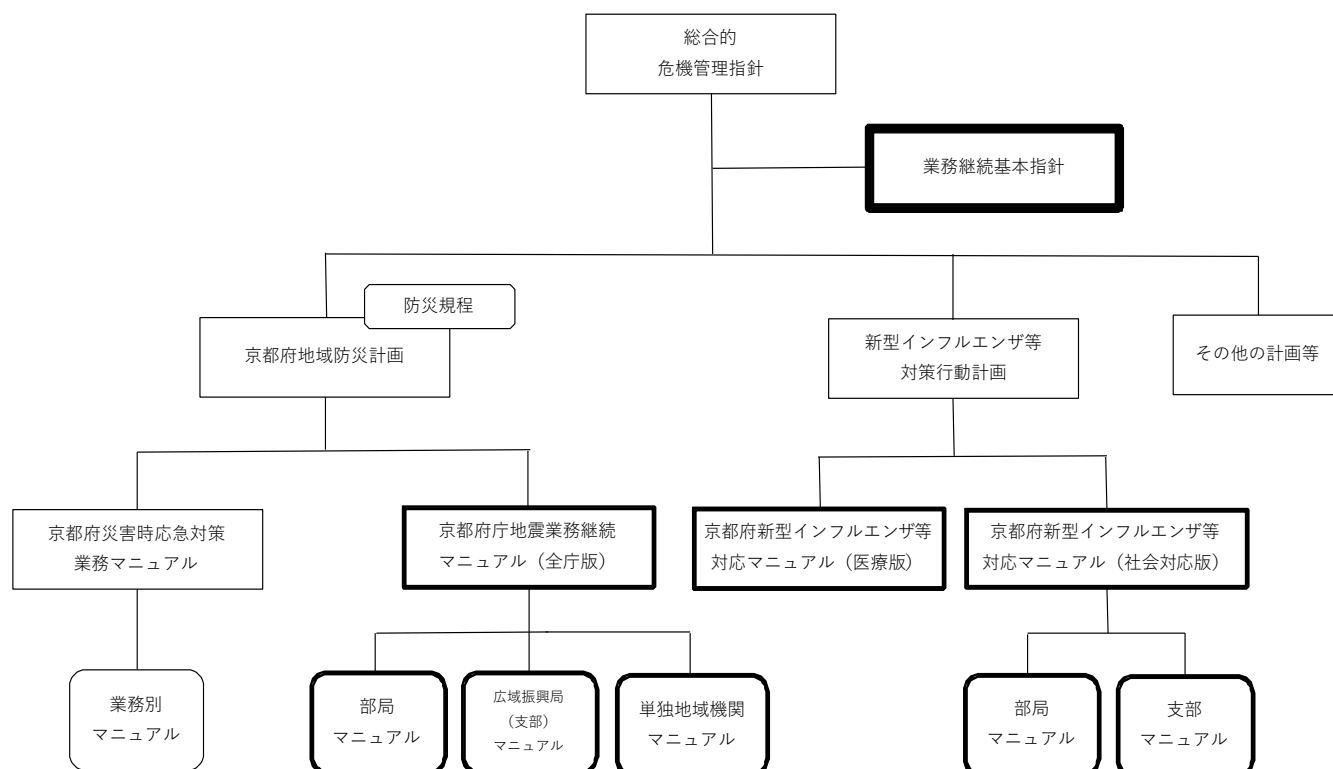 総合的
危機管理指針
業務継続基本指針
防災規程
京都府地域防災計画
新型インフルエンザ等
対策行動計画
その他の計画等
京都府災害時応急対策
業務マニュアル
京都府庁地震業務継続
マニュアル（全庁版）
京都府新型インフルエンザ等
対応マニュアル（医療版）
京都府新型インフルエンザ等
対応マニュアル（社会対応版）
業務別
マニュアル
部局
マニュアル
広域振興局
（支部）
マニュアル
単独地域機関
マニュアル
部局
マニュアル
支部
マニュアル